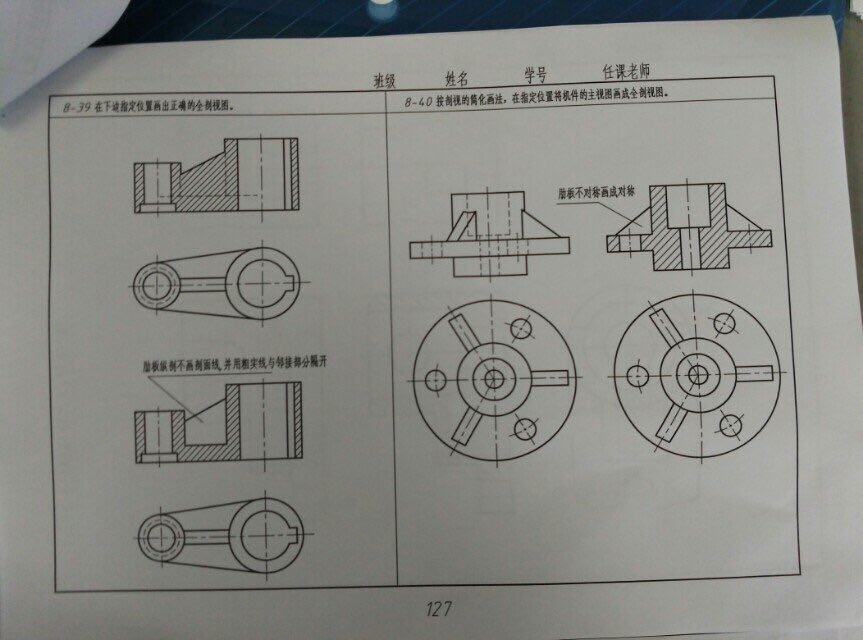 班级 姓名 学号 任课老师
8-39 在下边指定位置画出正确的全剖视图。
8-40 按剖视的简化画法，在指定位置将机件的主视图画成全剖视图。
肋板不对称画成对称
肋板纵剖不画剖面线，并用粗实线与邻接部分隔开
127